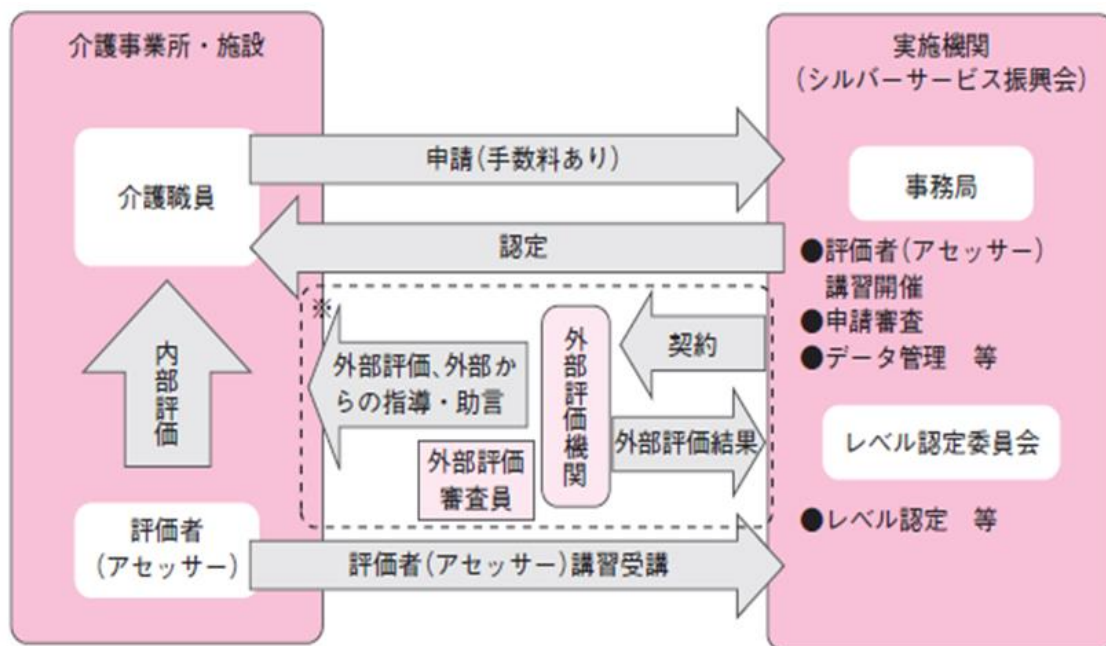 介護事業所・施設
介護職員
内部評価
評価者
(アセッサー)
申請(手数料あり)
認定
※
外部評価、外部か
らの指導・助言
外部評価
審査員
外部評価機関
契約
外部評価結果
評価者(アセッサー)講習受講
実施機関
(シルバーサービス振興会)
事務局
●評価者(アセッサー)
講習開催
●申請審査
●データ管理　等
レベル認定委員会
●レベル認定　等